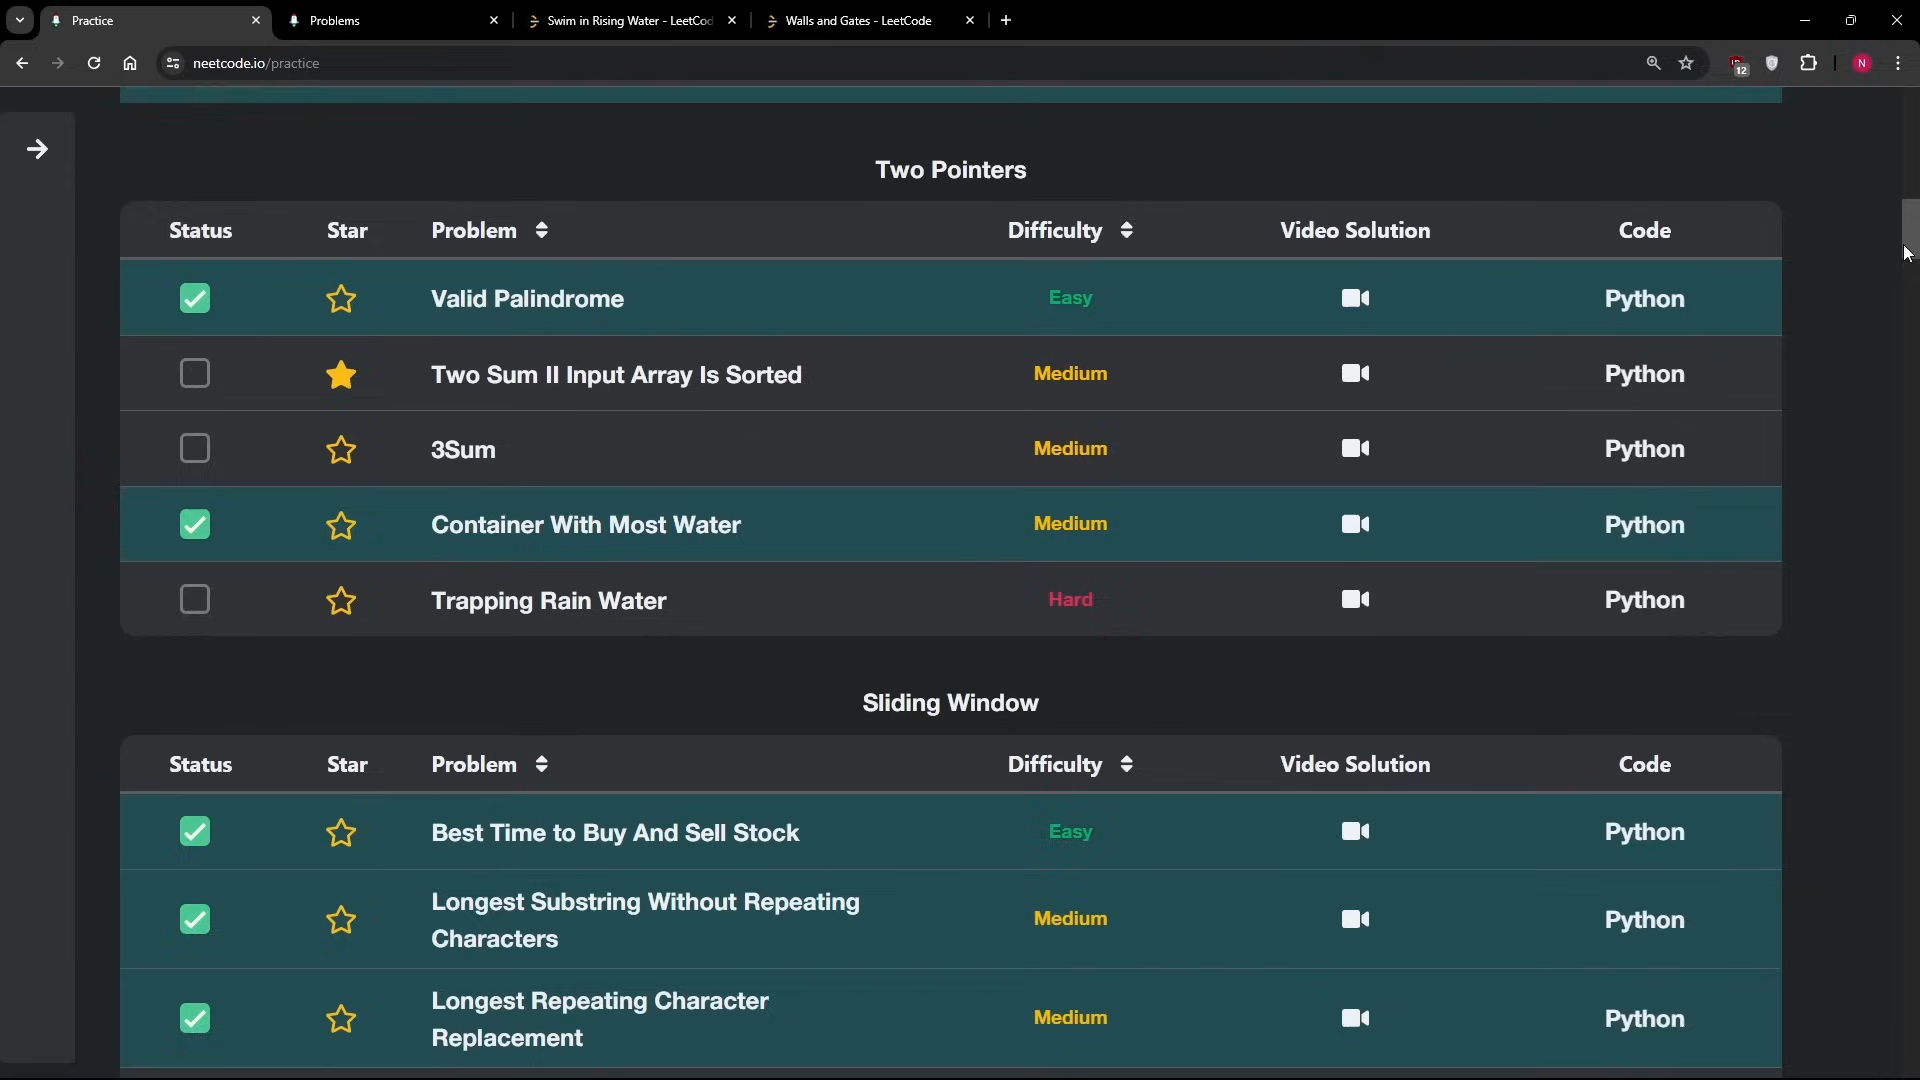 Practice
Problems
Swim in Rising Water - LeetCod
Walls and Gates - LeetCode
neetcode.io/practice
12
N
Two Pointers
Status Star Problem Difficulty Video Solution Code
Valid Palindrome Easy Python
Two Sum II Input Array Is Sorted Medium Python
3Sum Medium Python
Container With Most Water Medium Python
Trapping Rain Water Hard Python
Sliding Window
Status Star Problem Difficulty Video Solution Code
Best Time to Buy And Sell Stock Easy Python
Longest Substring Without Repeating
Characters Medium Python
Longest Repeating Character
Replacement Medium Python